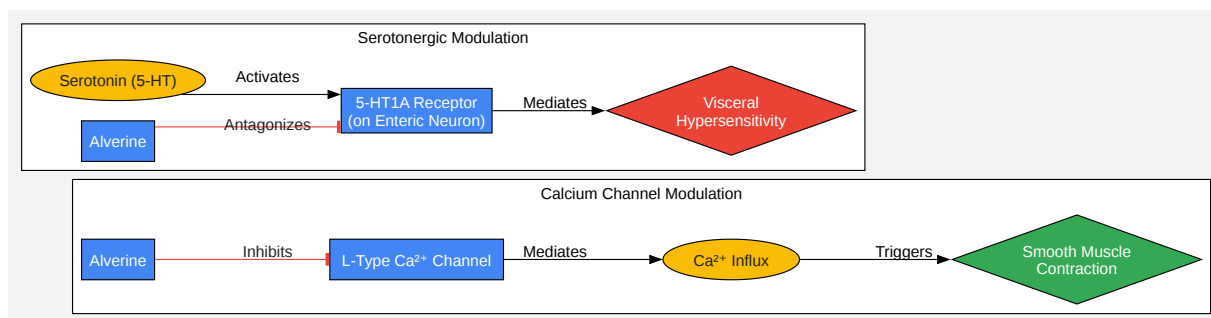 Serotonergic Modulation
Serotonin (5-HT)
Activates
5-HT1A Receptor
(on Enteric Neuron)
Mediates
Visceral
Hypersensitivity
Alverine
Antagonizes
Calcium Channel Modulation
Alverine
Inhibits
L-Type Ca²⁺ Channel
Mediates
Ca²⁺ Influx
Triggers
Smooth Muscle
Contraction